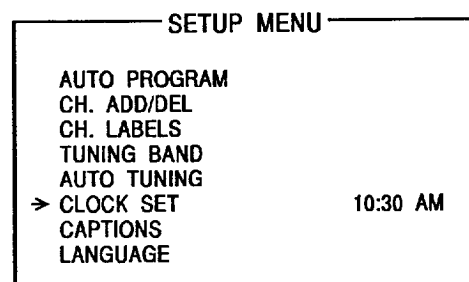 SETUP MENU
AUTO PROGRAM
CH. ADD/DEL
CH. LABELS
TUNING BAND
AUTO TUNING
→ CLOCK SET 10:30 AM
CAPTIONS
LANGUAGE